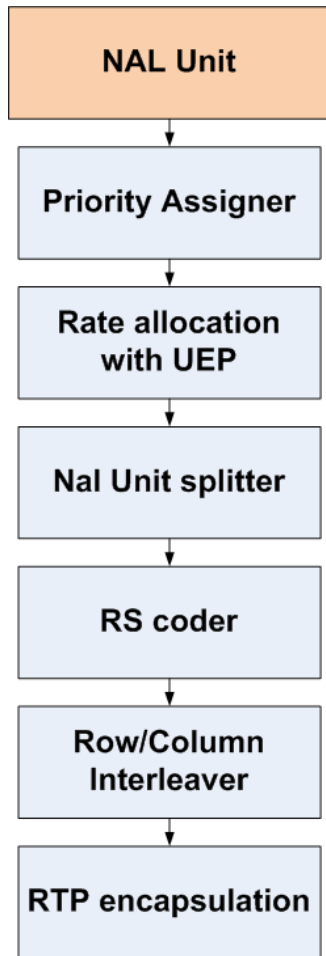 NAL Unit
Priority Assigner
Rate allocation
with UEP
Nal Unit splitter
RS coder
Row/Column
Interleaver
RTP encapsulation